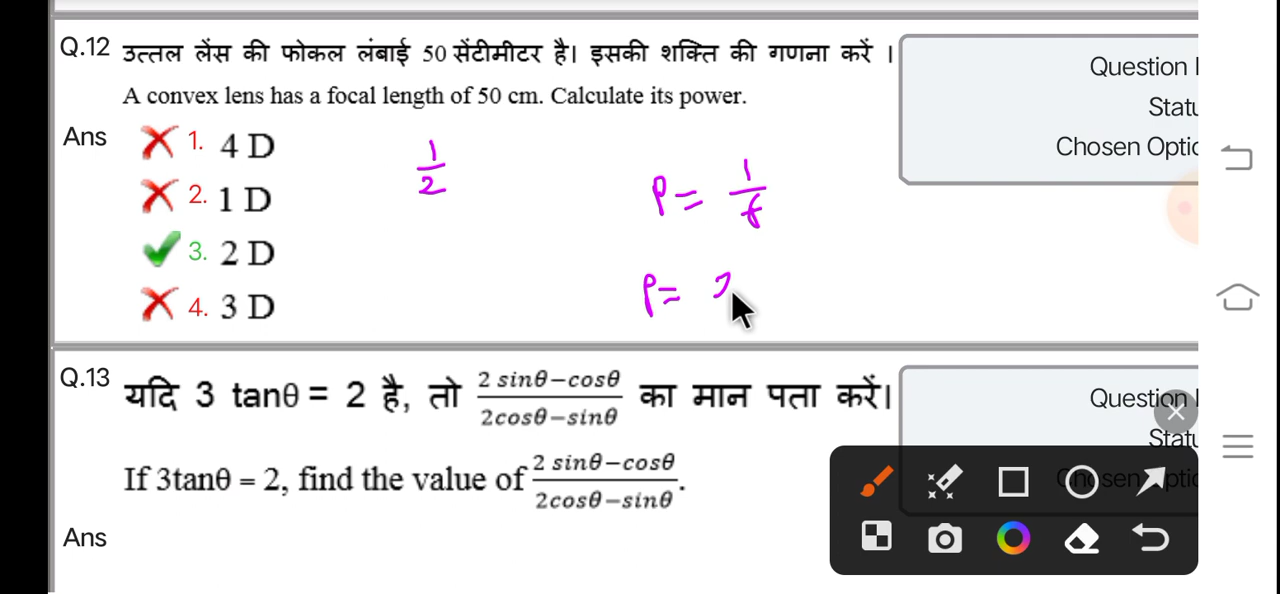 Q.12 उत्तल लेंस की फोकल लंबाई 50 सेंटीमीटर है। इसकी शक्ति की गणना करें ।
A convex lens has a focal length of 50 cm. Calculate its power.
Ans
1. 4 D
2. 1 D
3. 2 D
4. 3 D
1/2
P = 1/f
P = 2
Question
Statu
Chosen Optic
Q.13 यदि 3 tanθ = 2 है, तो (2 sinθ−cosθ)/(2cosθ−sinθ) का मान पता करें।
If 3tanθ = 2, find the value of (2 sinθ−cosθ)/(2cosθ−sinθ).
Ans
Question
Statu